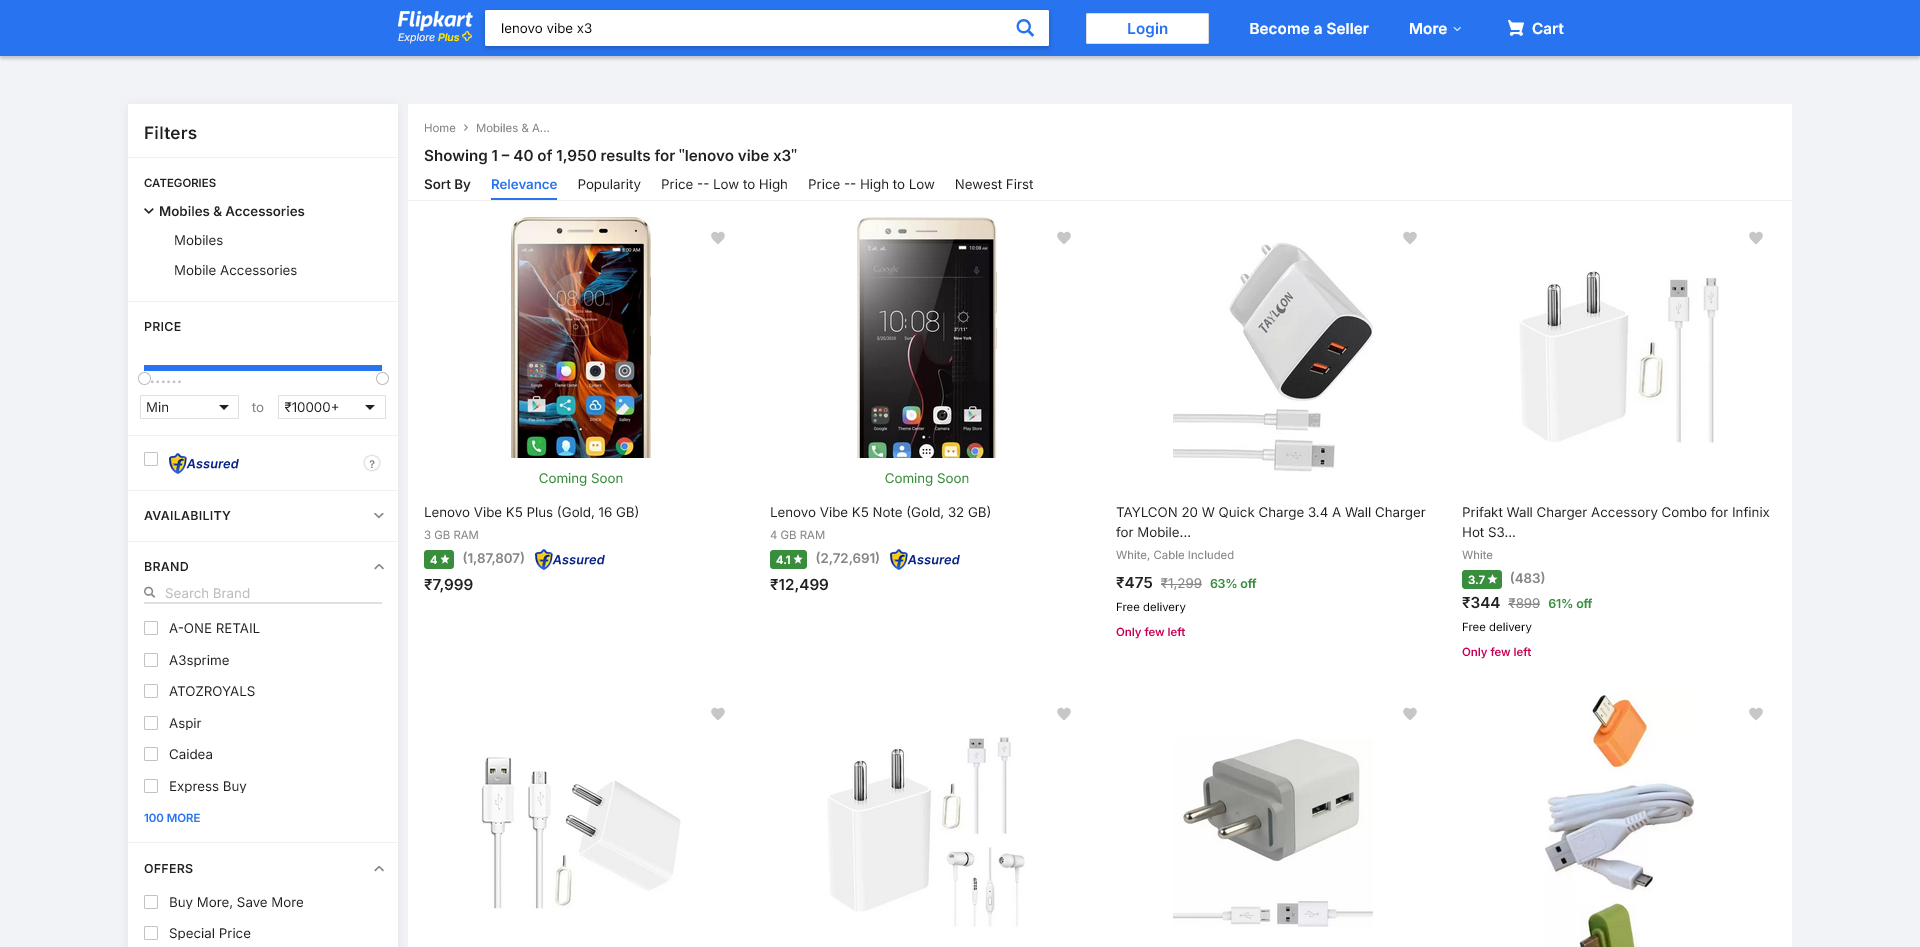 Flipkart
Explore Plus
lenovo vibe x3
Login
Become a Seller
More
Cart
Filters
CATEGORIES
Mobiles & Accessories
Mobiles
Mobile Accessories
PRICE
Min
to
₹10000+
Assured
?
AVAILABILITY
BRAND
Search Brand
A-ONE RETAIL
A3sprime
ATOZROYALS
Aspir
Caidea
Express Buy
100 MORE
OFFERS
Buy More, Save More
Special Price
Home
Mobiles & A...
Showing 1 – 40 of 1,950 results for "lenovo vibe x3"
Sort By
Relevance
Popularity
Price -- Low to High
Price -- High to Low
Newest First
08:00
Coming Soon
Lenovo Vibe K5 Plus (Gold, 16 GB)
3 GB RAM
4
(1,87,807)
Assured
₹7,999
Google
10:08
Coming Soon
Lenovo Vibe K5 Note (Gold, 32 GB)
4 GB RAM
4.1
(2,72,691)
Assured
₹12,499
TAYLCON
TAYLCON 20 W Quick Charge 3.4 A Wall Charger
for Mobile...
White, Cable Included
₹475 ₹1,299 63% off
Free delivery
Only few left
Prifakt Wall Charger Accessory Combo for Infinix
Hot S3...
White
3.7
(483)
₹344 ₹899 61% off
Free delivery
Only few left